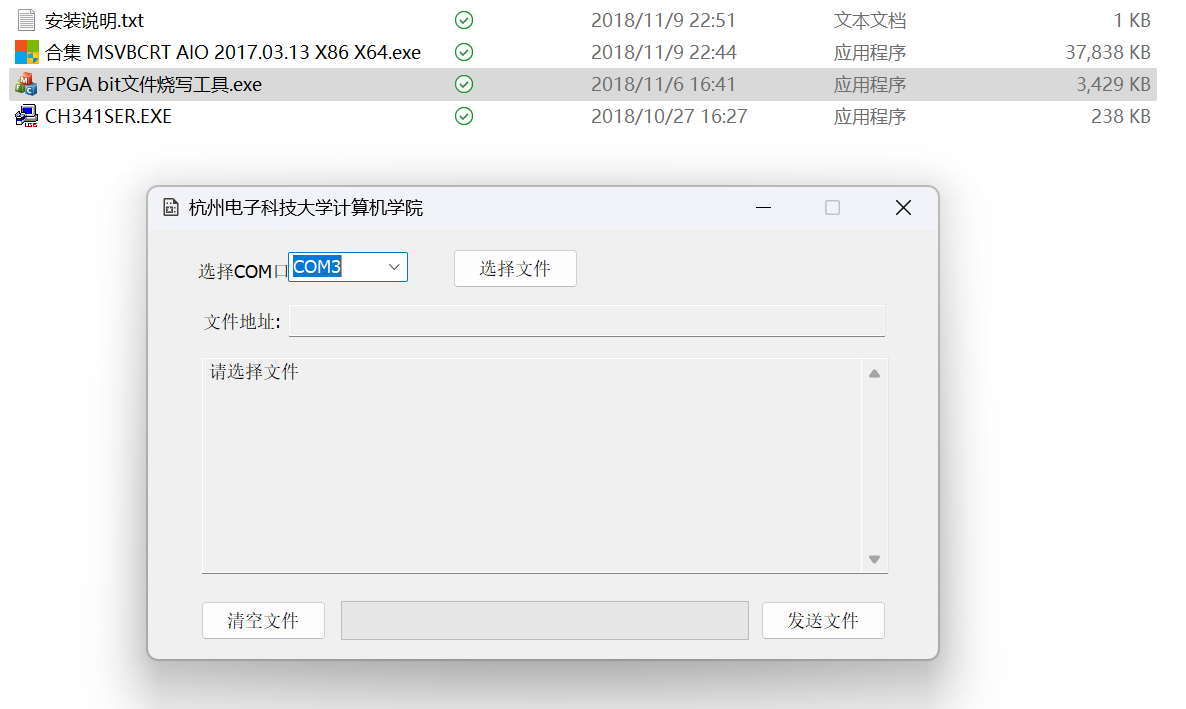 安装说明.txt 2018/11/9 22:51 文本文档 1 KB
合集 MSVBCRT AIO 2017.03.13 X86 X64.exe 2018/11/9 22:44 应用程序 37,838 KB
FPGA bit文件烧写工具.exe 2018/11/6 16:41 应用程序 3,429 KB
CH341SER.EXE 2018/10/27 16:27 应用程序 238 KB
杭州电子科技大学计算机学院
选择COM口 COM3 选择文件
文件地址:
请选择文件
清空文件 发送文件